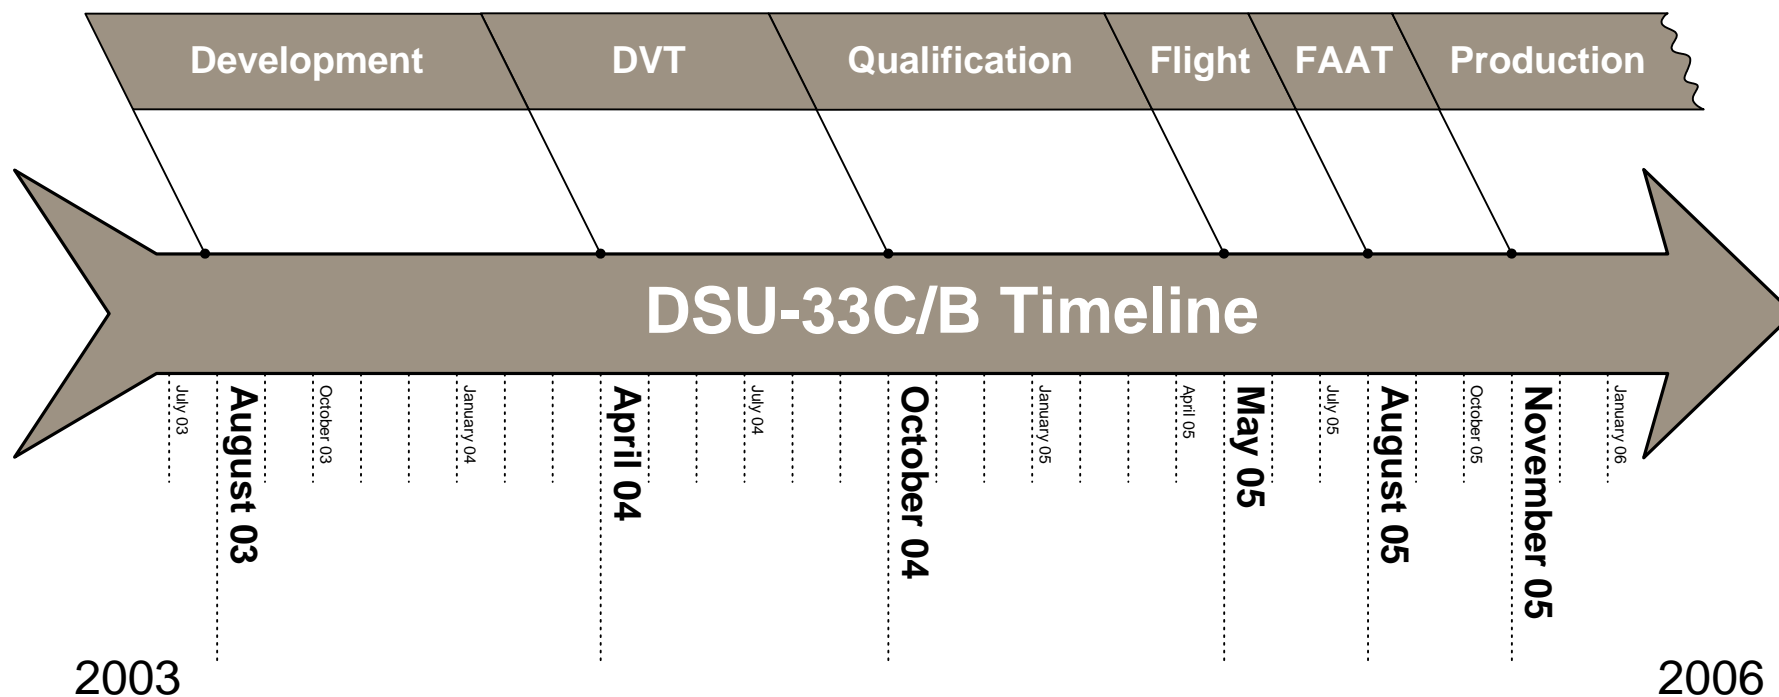 Development
DVT
Qualification
Flight
FAAT
Production
DSU-33C/B Timeline
July 03
August 03
October 03
January 04
April 04
July 04
October 04
January 05
April 05
May 05
July 05
August 05
October 05
November 05
January 06
2003
2006